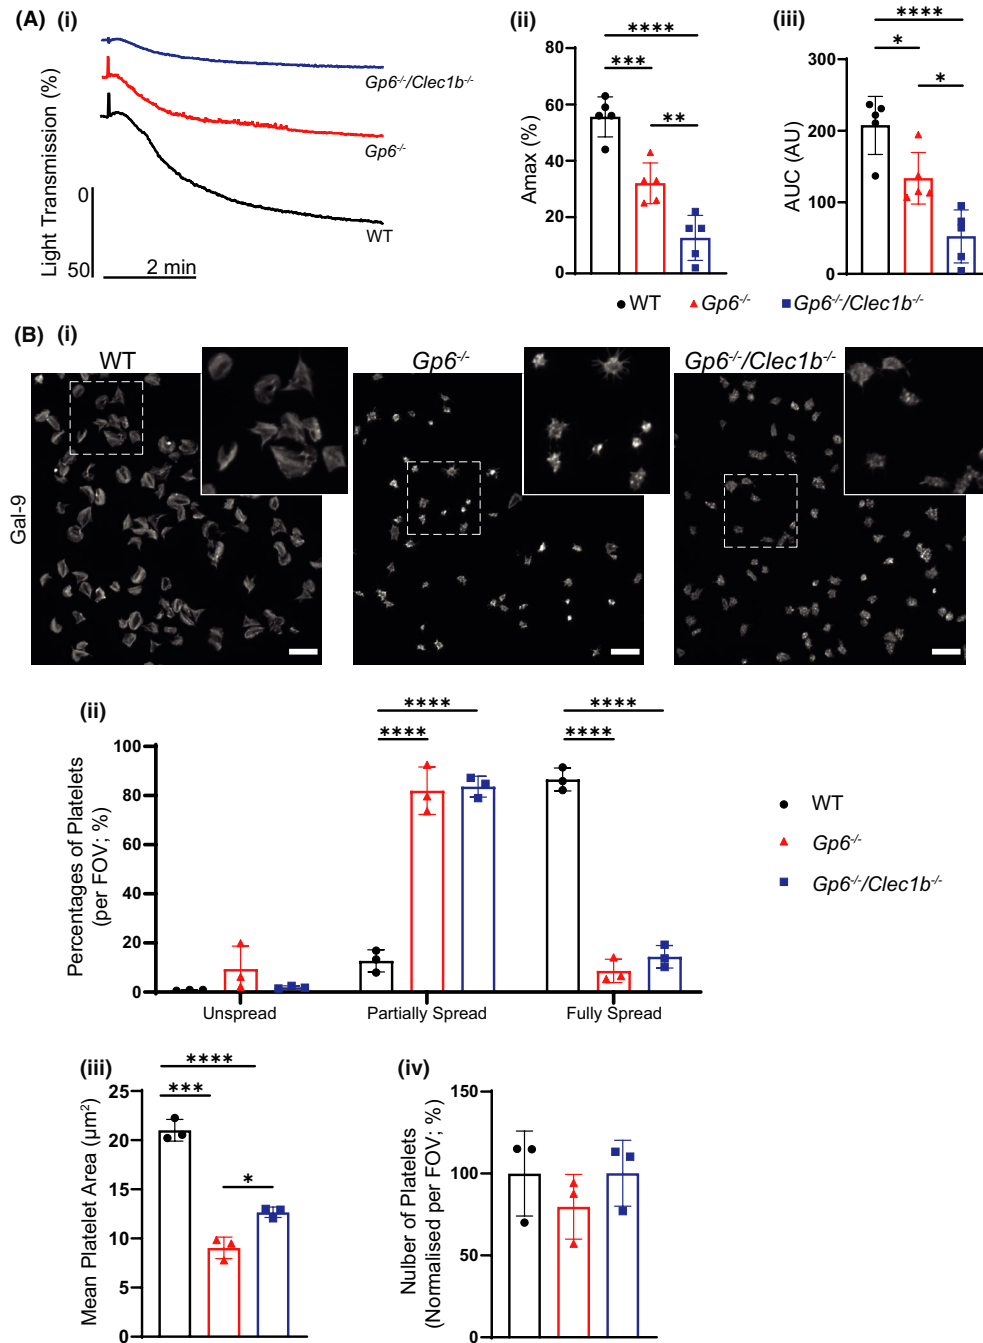 (A) (i)
Light Transmission (%)
0
50
2 min
Gp6-/-/Clec1b-/-
Gp6-/-
WT
(ii)
****
***
**
Amax (%)
80
60
40
20
0
(iii)
****
*
*
AUC (AU)
300
200
100
0
WT
Gp6-/-
Gp6-/-/Clec1b-/-
(B) (i)
WT
Gp6-/-
Gp6-/-/Clec1b-/-
Gal-9
(ii)
****
****
****
****
Percentages of Platelets
(per FOV; %)
100
80
60
40
20
0
Unspread
Partially Spread
Fully Spread
WT
Gp6-/-
Gp6-/-/Clec1b-/-
(iii)
****
***
*
Mean Platelet Area (µm²)
25
20
15
10
5
0
(iv)
Nulber of Platelets
(Normalised per FOV; %)
150
100
50
0